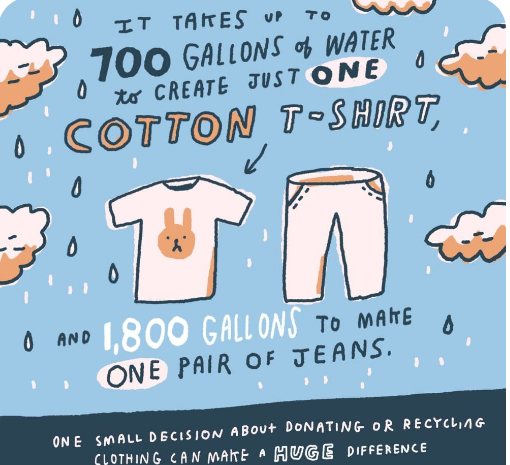 IT TAKES UP TO
700 GALLONS of WATER
to CREATE JUST ONE
COTTON T-SHIRT,
AND 1,800 GALLONS TO MAKE
ONE PAIR OF JEANS.
ONE SMALL DECISION ABOUT DONATING OR RECYCLING
CLOTHING CAN MAKE A HUGE DIFFERENCE